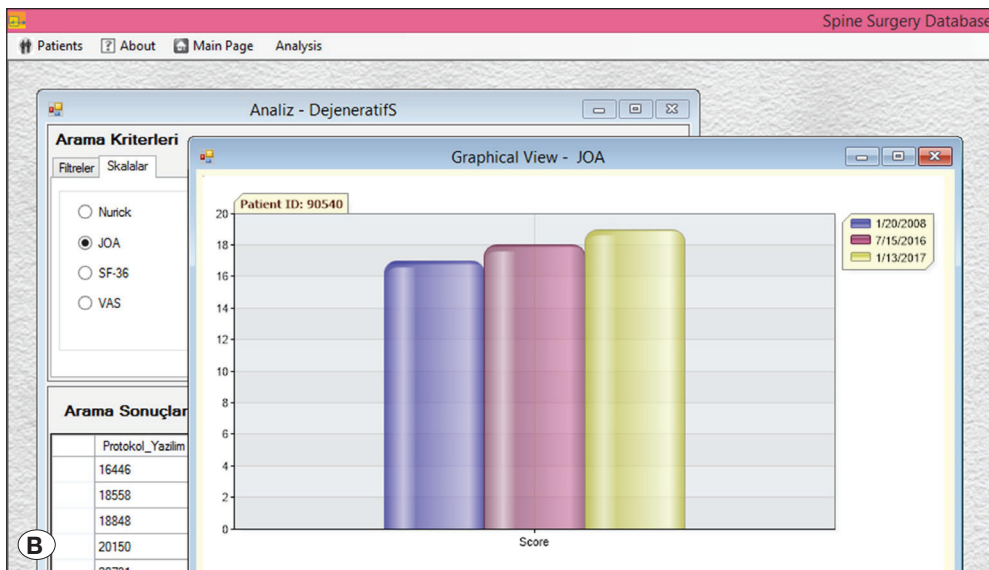 Spine Surgery Database
Patients About Main Page Analysis
Analiz - DejeneratifS
Arama Kriterleri
Filtreler Skalalar
Nurick
JOA
SF-36
VAS
Arama Sonuçlar
Protokol_Yazilim
16446
18558
18848
20150
Graphical View - JOA
Patient ID: 90540
20
18
16
14
12
10
8
6
4
2
0
Score
1/20/2008
7/15/2016
1/13/2017
B